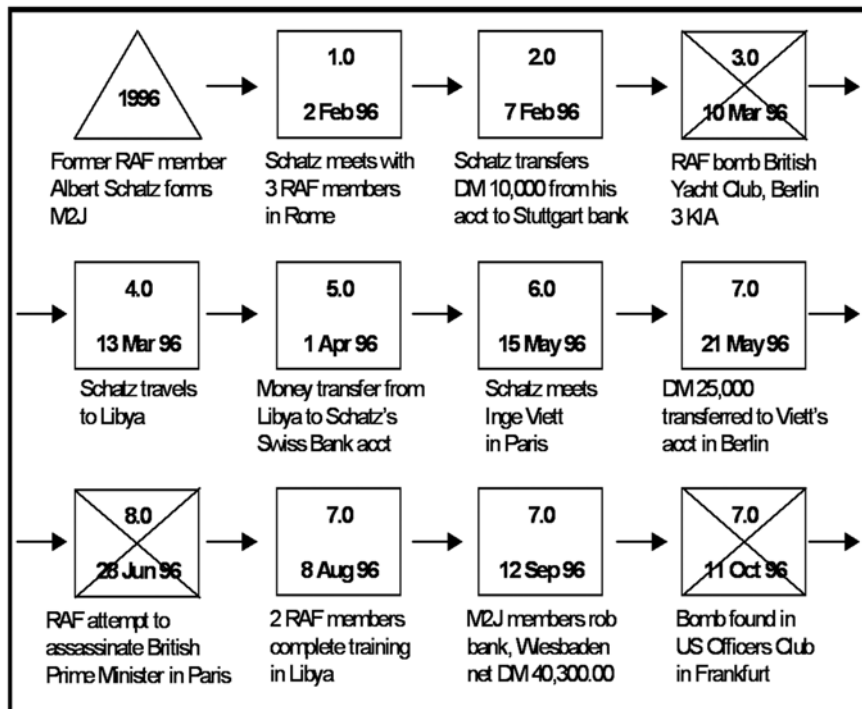 1996
Former RAF member
Albert Schatz forms
M2J
1.0
2 Feb 96
Schatz meets with
3 RAF members
in Rome
2.0
7 Feb 96
Schatz transfers
DM 10,000 from his
acct to Stuttgart bank
3.0
10 Mar 96
RAF bomb British
Yacht Club, Berlin
3 KIA
4.0
13 Mar 96
Schatz travels
to Libya
5.0
1 Apr 96
Money transfer from
Libya to Schatz's
Swiss Bank acct
6.0
15 May 96
Schatz meets
Inge Viett
in Paris
7.0
21 May 96
DM 25,000
transferred to Viett's
acct in Berlin
8.0
28 Jun 96
RAF attempt to
assassinate British
Prime Minister in Paris
7.0
8 Aug 96
2 RAF members
complete training
in Libya
7.0
12 Sep 96
M2J members rob
bank, Wiesbaden
net DM 40,300.00
7.0
11 Oct 96
Bomb found in
US Officers Club
in Frankfurt